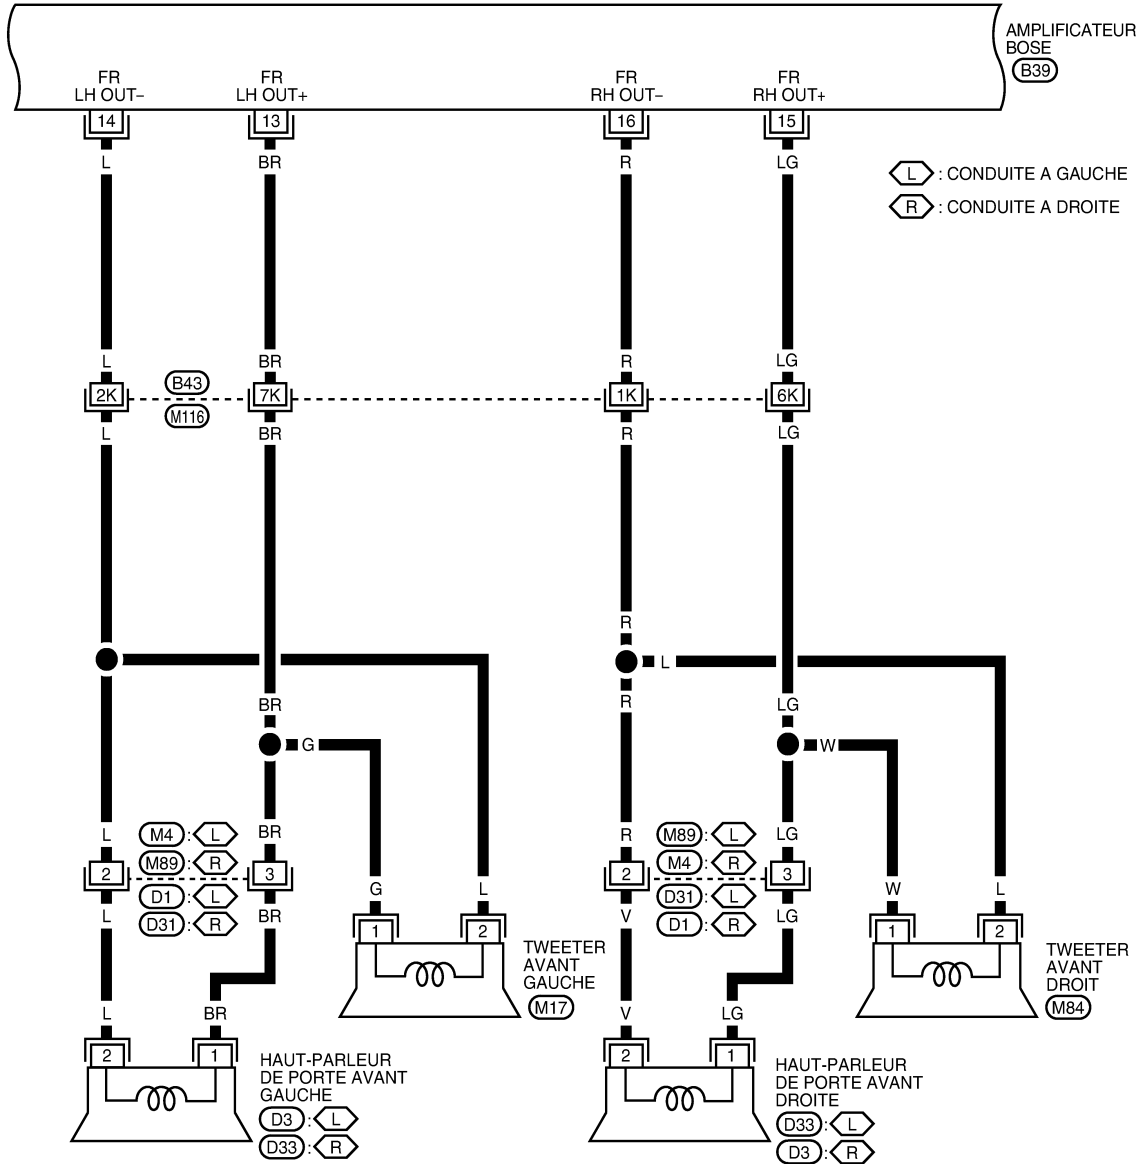 AMPLIFICATEUR
BOSE
B39
FR
LH OUT–
FR
LH OUT+
FR
RH OUT–
FR
RH OUT+
14
13
16
15
L
BR
R
LG
L : CONDUITE A GAUCHE
R : CONDUITE A DROITE
L
BR
R
LG
2K
B43
M116
7K
1K
6K
L
BR
R
LG
R
L
R
BR
LG
G
W
L
M4 : L
M89 : R
D1 : L
D31 : R
BR
R
M89 : L
M4 : R
D31 : L
D1 : R
LG
2
3
2
3
G
L
W
L
L
BR
V
LG
1
2
1
2
TWEETER
AVANT
GAUCHE
M17
TWEETER
AVANT
DROIT
M84
L
BR
V
LG
2
1
2
1
HAUT-PARLEUR
DE PORTE AVANT
GAUCHE
D3 : L
D33 : R
HAUT-PARLEUR
DE PORTE AVANT
DROITE
D33 : L
D3 : R